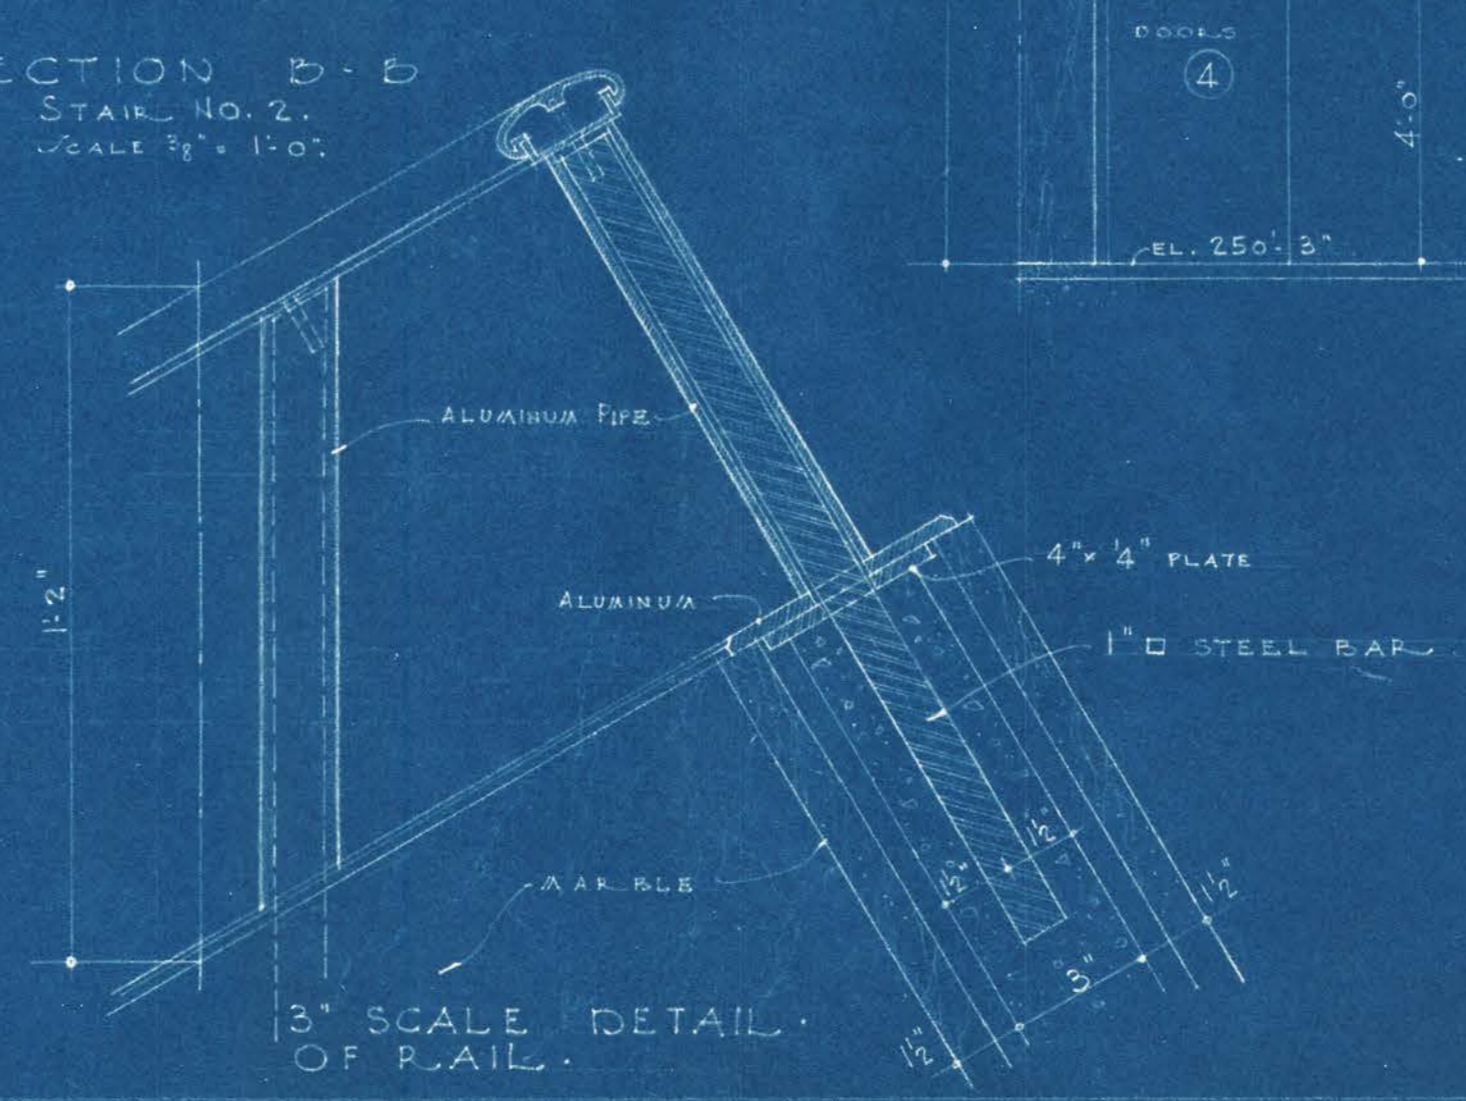 ECTION B-B
STAIR NO. 2.
SCALE 3/8" = 1'-0".
DOORS
4
4'-0"
EL. 250'-3"
ALUMINUM PIPE
1'-2"
ALUMINUM
4" x 1/4" PLATE
1" □ STEEL BAR
1 1/2"
1 1/2"
MARBLE
1 1/2"
3"
1 1/2"
3" SCALE DETAIL.
OF RAIL.